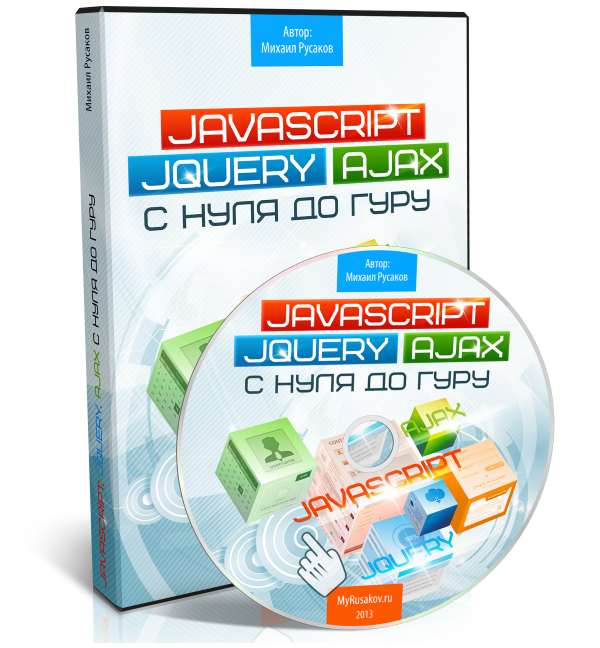 Михаил Русаков
JAVASCRIPT, JQUERY, AJAX С НУЛЯ ДО ГУРУ
Автор:
Михаил Русаков
JAVASCRIPT
JQUERY AJAX
С НУЛЯ ДО ГУРУ
Автор:
Михаил Русаков
JAVASCRIPT
JQUERY AJAX
С НУЛЯ ДО ГУРУ
AJAX
username
JAVASCRIPT
JQUERY
MyRusakov.ru
2013